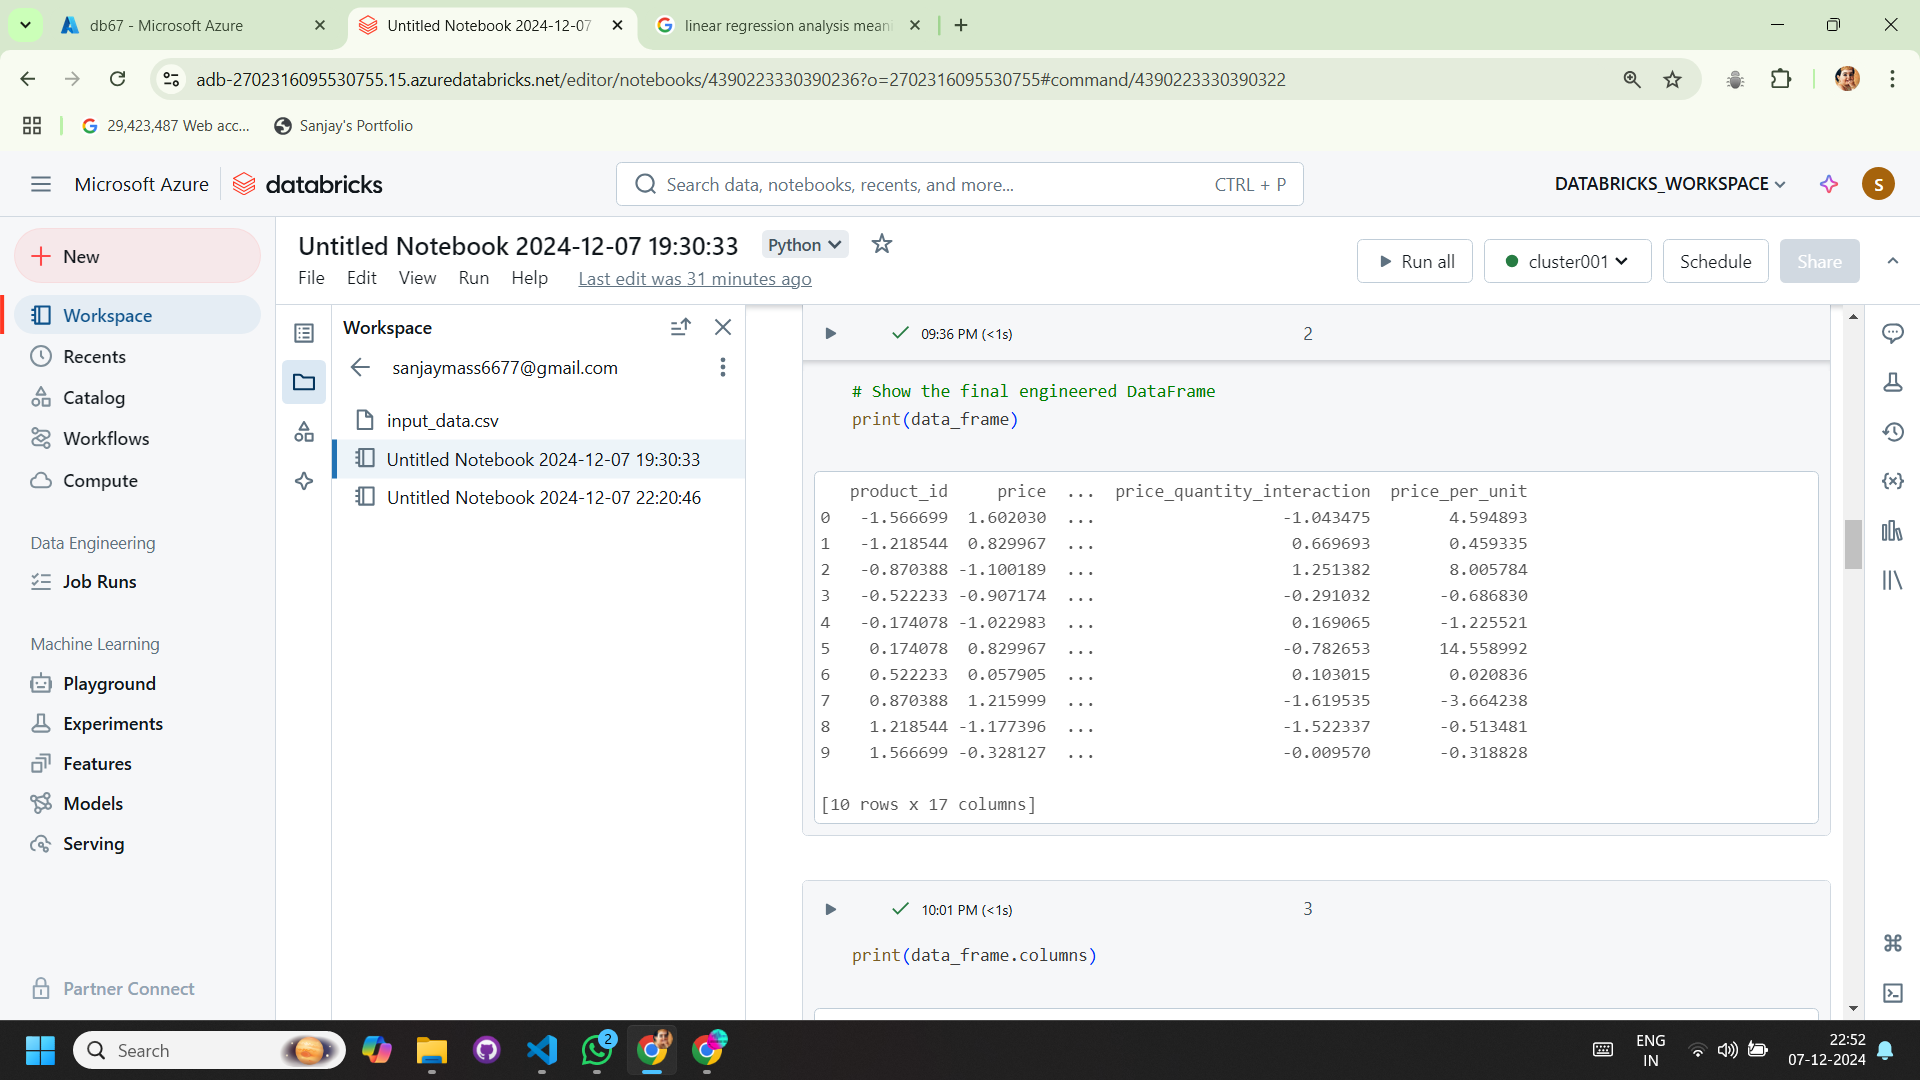 db67 - Microsoft Azure
Untitled Notebook 2024-12-07
linear regression analysis meani
adb-2702316095530755.15.azuredatabricks.net/editor/notebooks/4390223330390236?o=2702316095530755#command/4390223330390322
29,423,487 Web acc...
Sanjay's Portfolio
Microsoft Azure
databricks
Search data, notebooks, recents, and more...
CTRL + P
DATABRICKS_WORKSPACE
S
New
Workspace
Recents
Catalog
Workflows
Compute
Data Engineering
Job Runs
Machine Learning
Playground
Experiments
Features
Models
Serving
Partner Connect
Untitled Notebook 2024-12-07 19:30:33
Python
File Edit View Run Help Last edit was 31 minutes ago
Run all
cluster001
Schedule
Share
Workspace
sanjaymass6677@gmail.com
input_data.csv
Untitled Notebook 2024-12-07 19:30:33
Untitled Notebook 2024-12-07 22:20:46
09:36 PM (<1s) 2
# Show the final engineered DataFrame
print(data_frame)
product_id price ... price_quantity_interaction price_per_unit
0 -1.566699 1.602030 ... -1.043475 4.594893
1 -1.218544 0.829967 ... 0.669693 0.459335
2 -0.870388 -1.100189 ... 1.251382 8.005784
3 -0.522233 -0.907174 ... -0.291032 -0.686830
4 -0.174078 -1.022983 ... 0.169065 -1.225521
5 0.174078 0.829967 ... -0.782653 14.558992
6 0.522233 0.057905 ... 0.103015 0.020836
7 0.870388 1.215999 ... -1.619535 -3.664238
8 1.218544 -1.177396 ... -1.522337 -0.513481
9 1.566699 -0.328127 ... -0.009570 -0.318828
[10 rows x 17 columns]
10:01 PM (<1s) 3
print(data_frame.columns)
Search
2
ENG
IN
22:52
07-12-2024